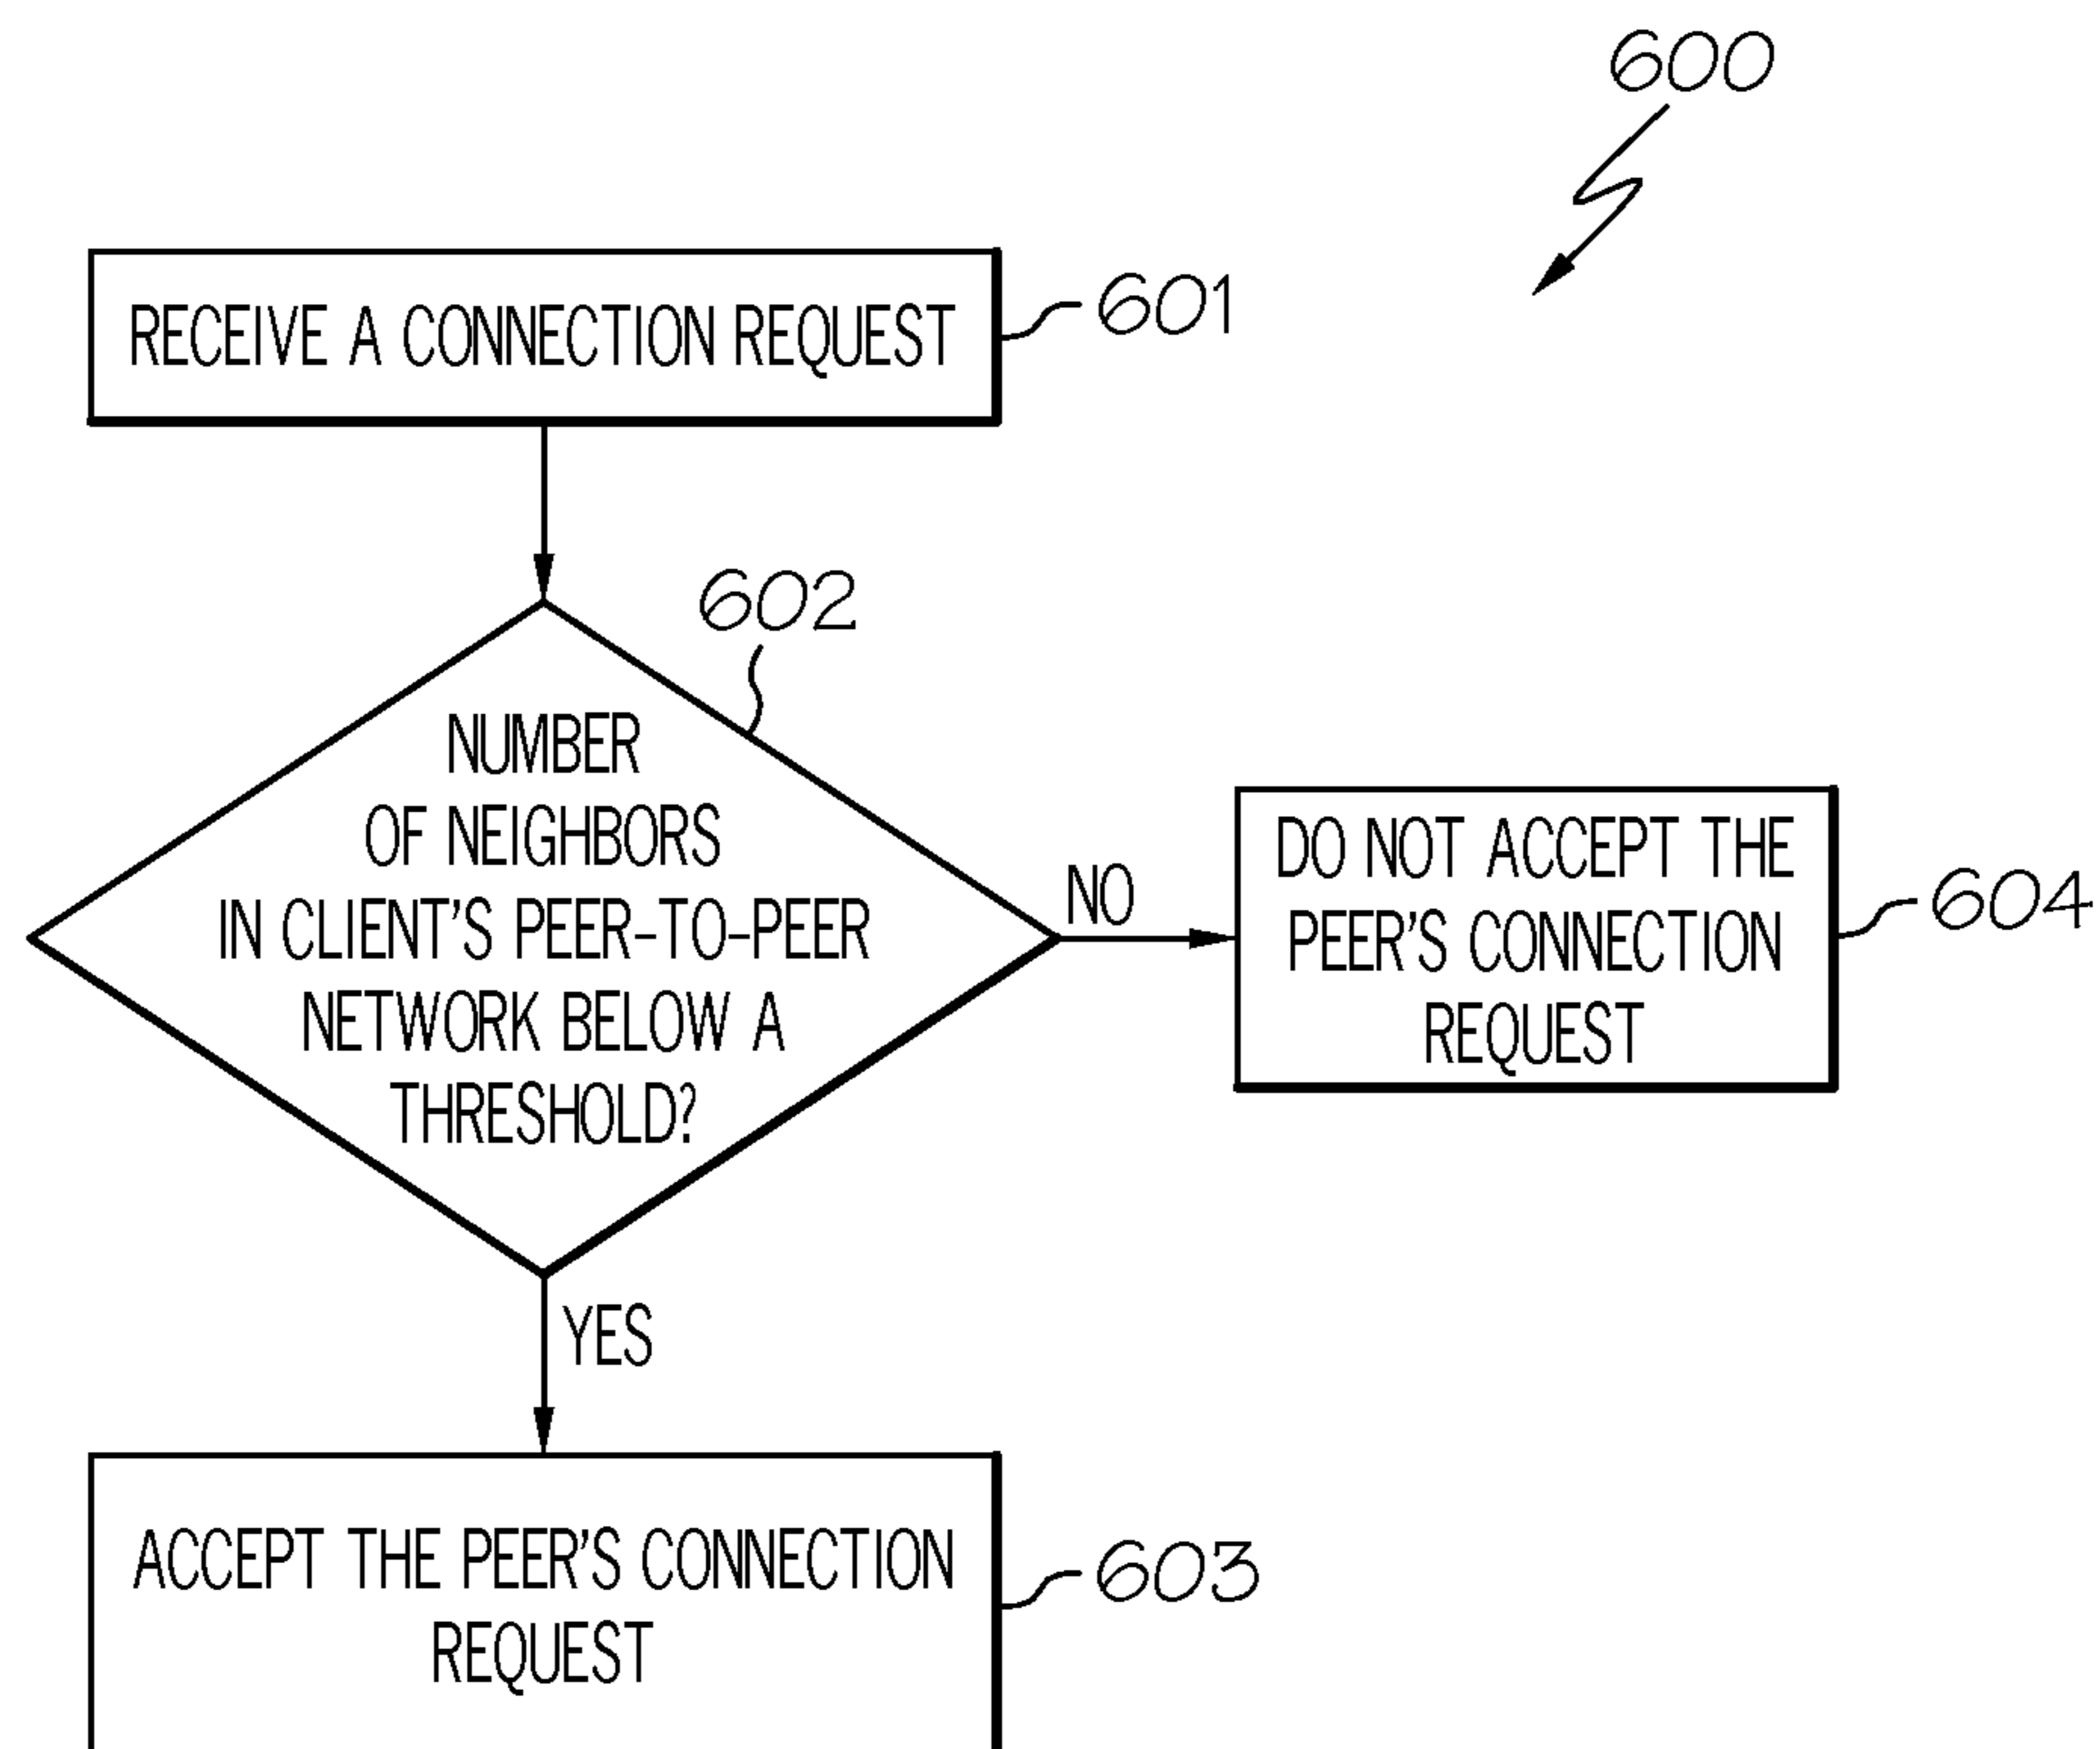 600
RECEIVE A CONNECTION REQUEST
601
602
NUMBER
OF NEIGHBORS
IN CLIENT'S PEER-TO-PEER
NETWORK BELOW A
THRESHOLD?
NO
DO NOT ACCEPT THE
PEER'S CONNECTION
REQUEST
604
YES
ACCEPT THE PEER'S CONNECTION
REQUEST
603